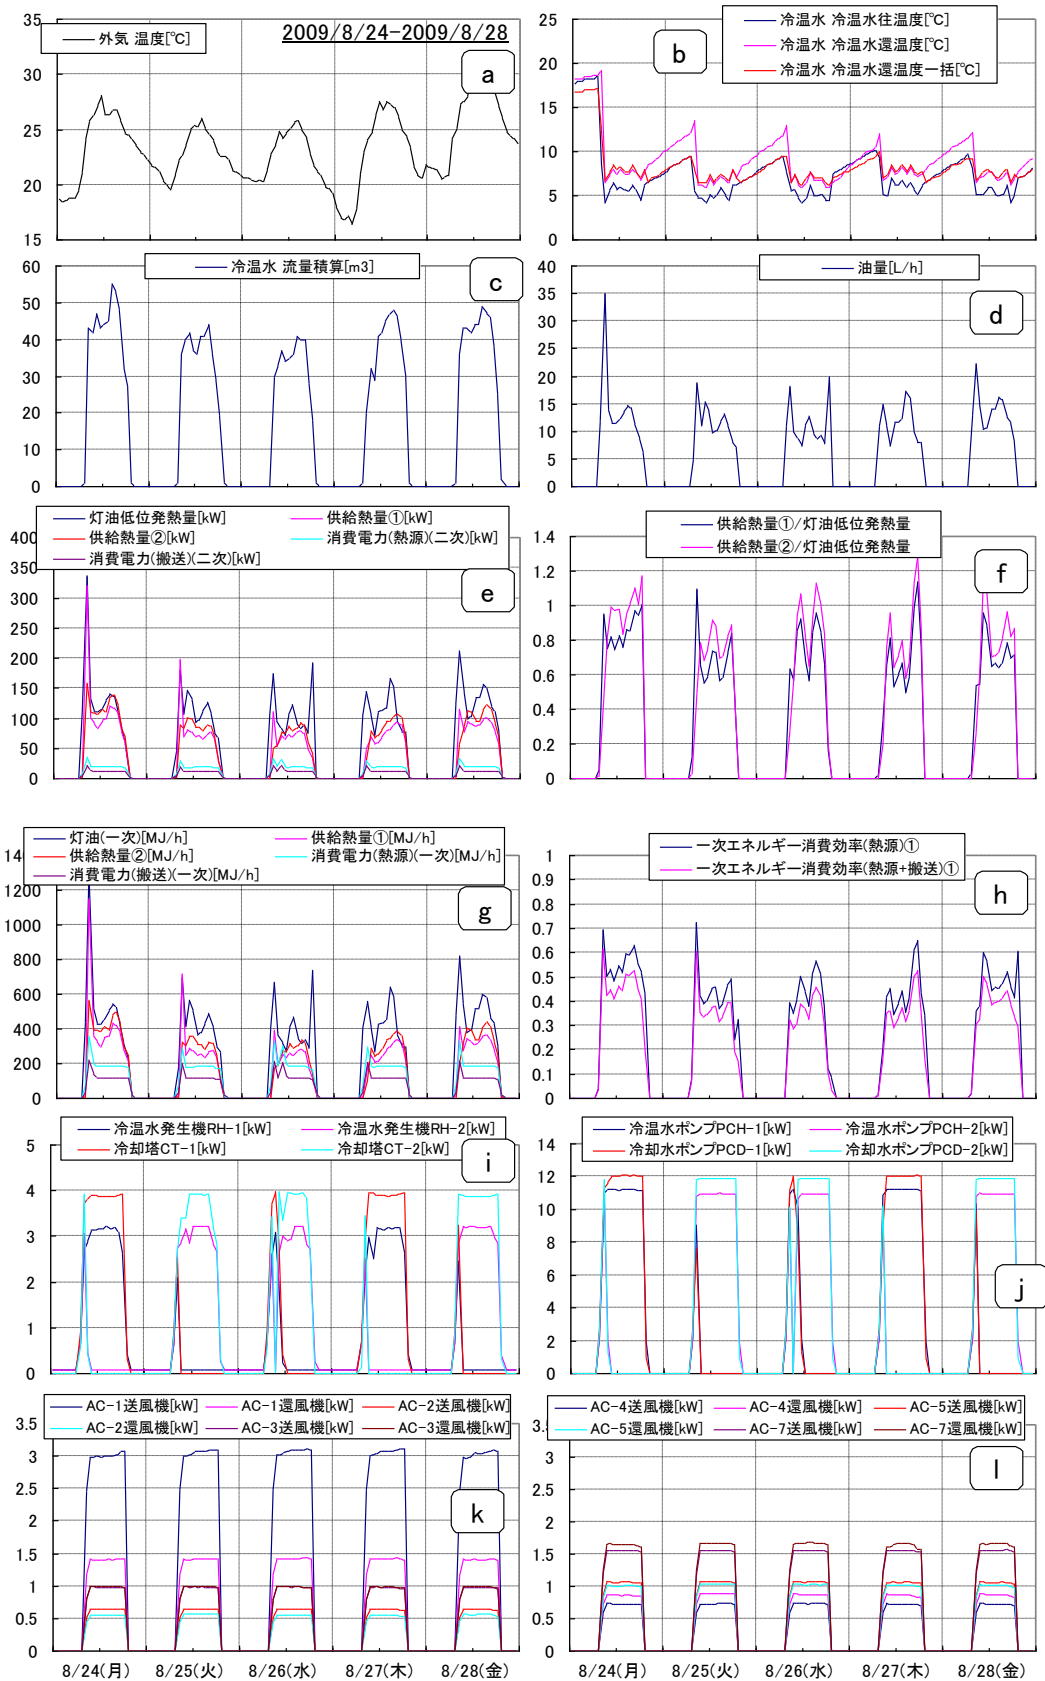 2009/8/24-2009/8/28
外気 温度[℃]
a
35
30
25
20
15
冷温水 冷温水往温度[℃]
冷温水 冷温水還温度[℃]
冷温水 冷温水還温度一括[℃]
b
25
20
15
10
5
0
冷温水 流量積算[m3]
c
60
50
40
30
20
10
0
油量[L/h]
d
40
35
30
25
20
15
10
5
0
灯油低位発熱量[kW]
供給熱量①[kW]
供給熱量②[kW]
消費電力(熱源)(二次)[kW]
消費電力(搬送)(二次)[kW]
e
400
350
300
250
200
150
100
50
0
供給熱量①/灯油低位発熱量
供給熱量②/灯油低位発熱量
f
1.4
1.2
1
0.8
0.6
0.4
0.2
0
灯油(一次)[MJ/h]
供給熱量①[MJ/h]
供給熱量②[MJ/h]
消費電力(熱源)(一次)[MJ/h]
消費電力(搬送)(一次)[MJ/h]
g
1200
1000
800
600
400
200
0
一次エネルギー消費効率(熱源)①
一次エネルギー消費効率(熱源+搬送)①
h
1
0.9
0.8
0.7
0.6
0.5
0.4
0.3
0.2
0.1
0
冷温水発生機RH-1[kW]
冷温水発生機RH-2[kW]
冷却塔CT-1[kW]
冷却塔CT-2[kW]
i
5
4
3
2
1
0
冷温水ポンプPCH-1[kW]
冷温水ポンプPCH-2[kW]
冷却水ポンプPCD-1[kW]
冷却水ポンプPCD-2[kW]
j
14
12
10
8
6
4
2
0
AC-1送風機[kW]
AC-1還風機[kW]
AC-2送風機[kW]
AC-2還風機[kW]
AC-3送風機[kW]
AC-3還風機[kW]
k
3.5
3
2.5
2
1.5
1
0.5
0
8/24(月)
8/25(火)
8/26(水)
8/27(木)
8/28(金)
AC-4送風機[kW]
AC-4還風機[kW]
AC-5送風機[kW]
AC-5還風機[kW]
AC-7送風機[kW]
AC-7還風機[kW]
l
3
2.5
2
1.5
1
0.5
0
8/24(月)
8/25(火)
8/26(水)
8/27(木)
8/28(金)